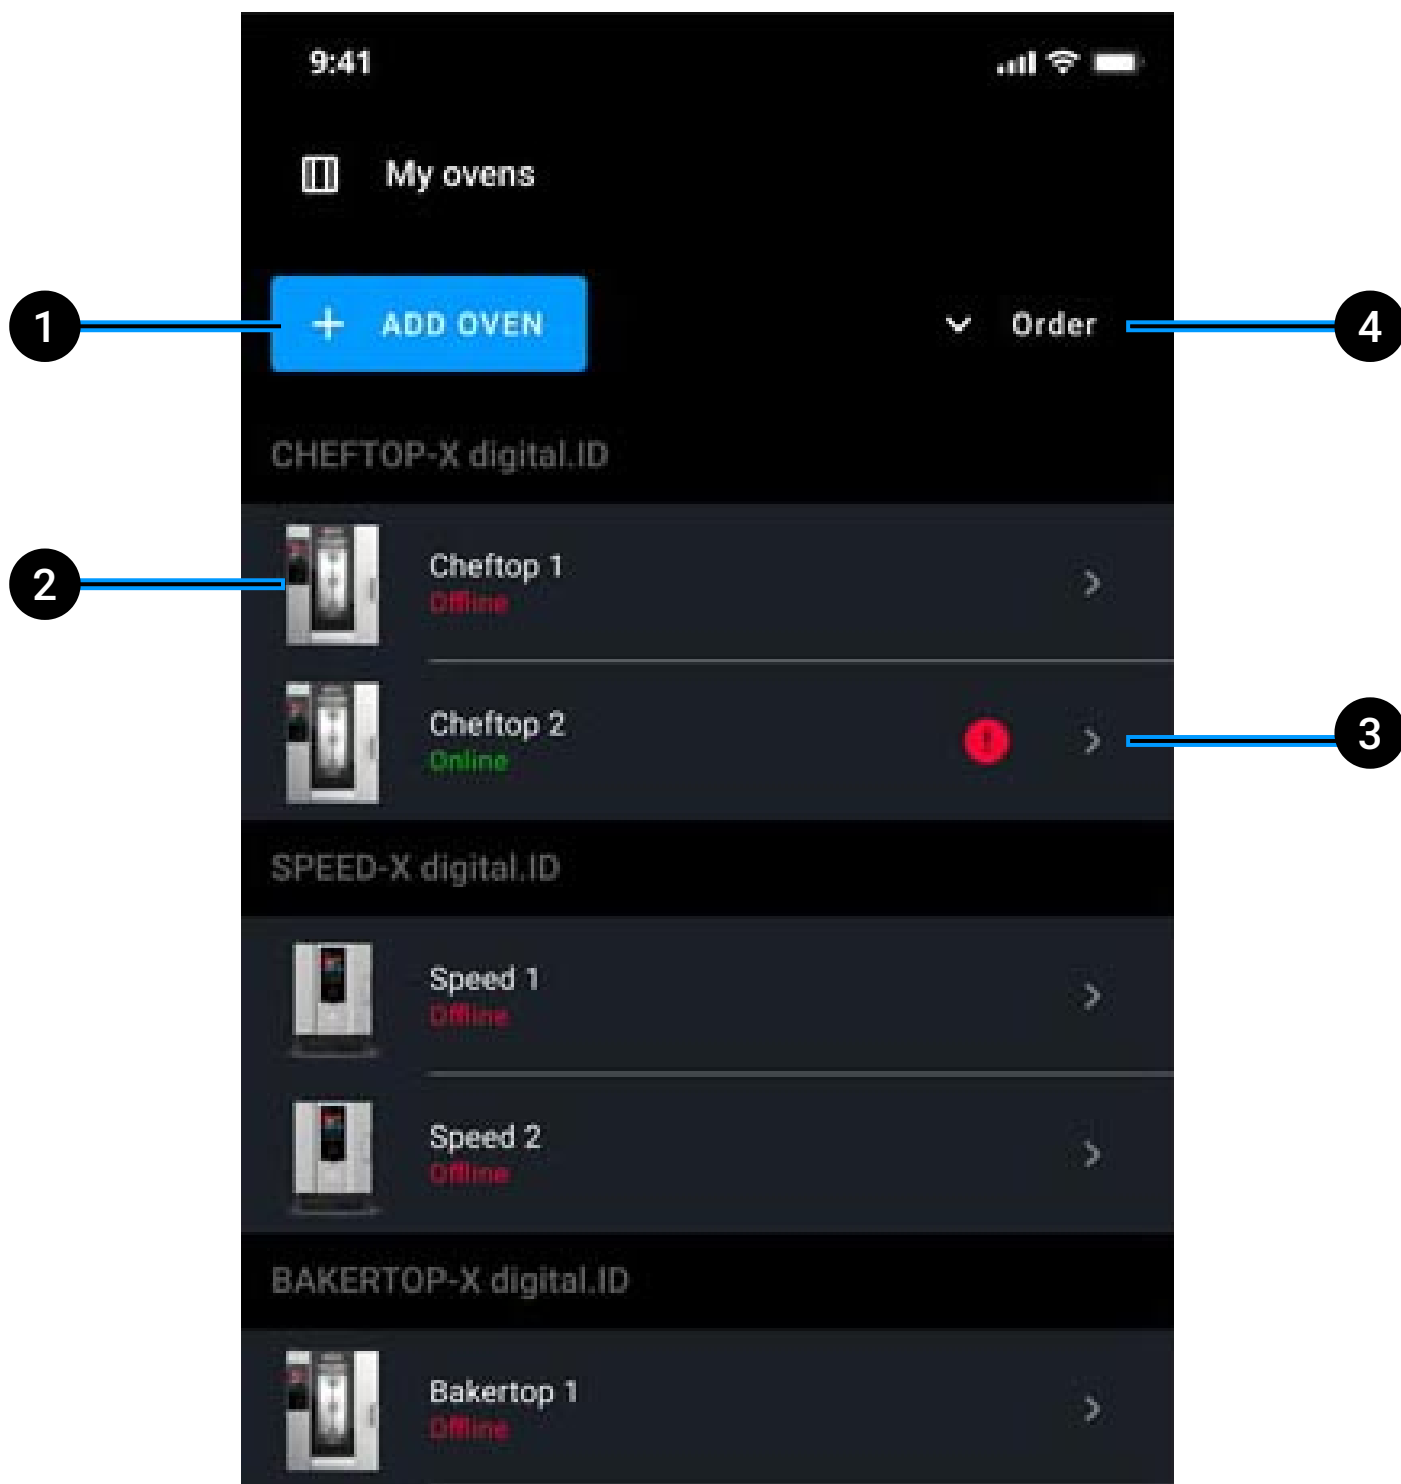 9:41
My ovens
1
+ ADD OVEN
Order
4
CHEFTOP-X digital.ID
2
Cheftop 1
Offline
Cheftop 2
Online
!
3
SPEED-X digital.ID
Speed 1
Offline
Speed 2
Offline
BAKERTOP-X digital.ID
Bakertop 1
Offline